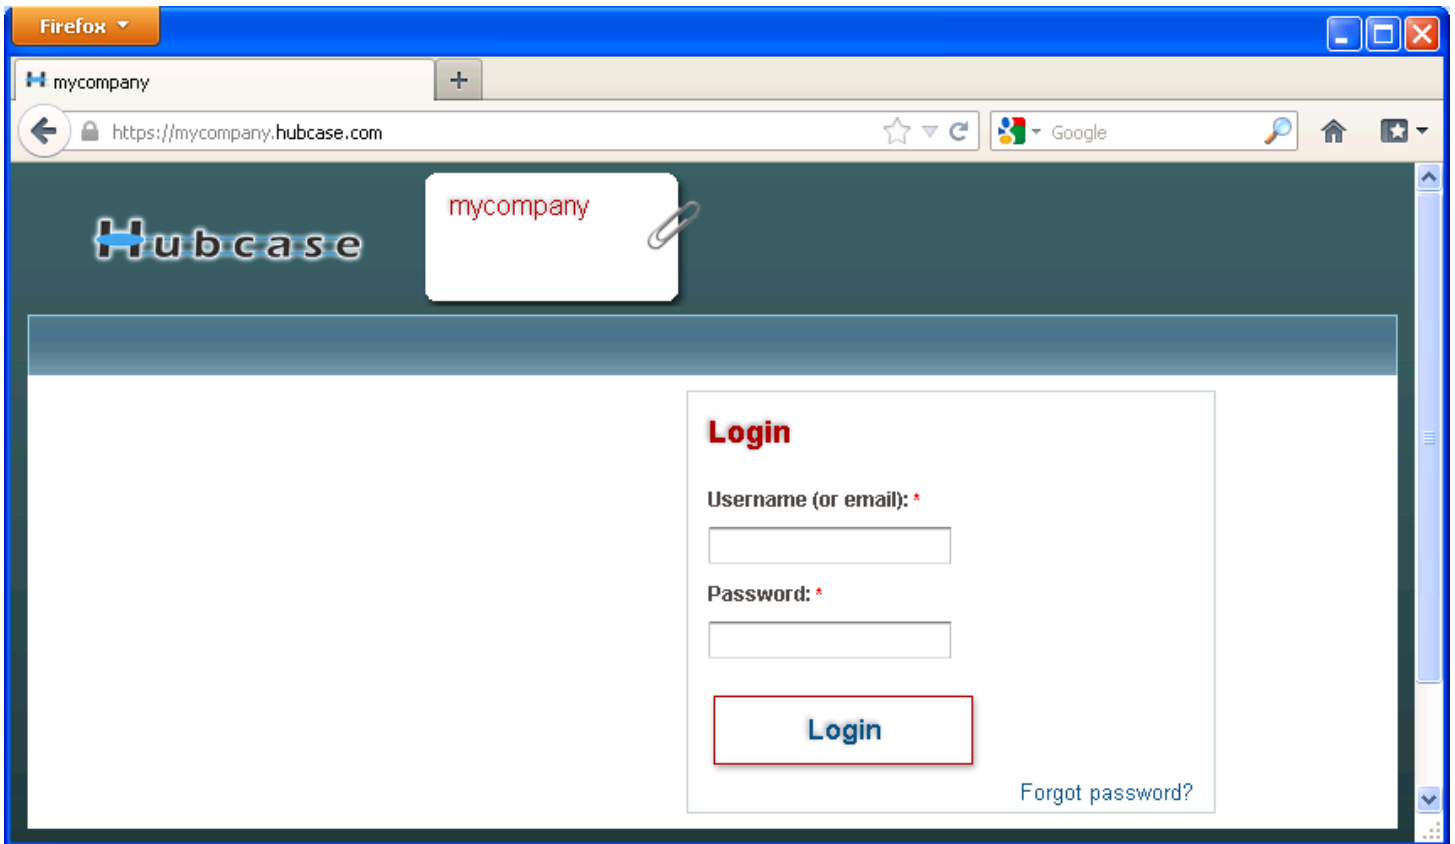 Firefox
mycompany
https://mycompany.hubcase.com
Google
Hubcase
mycompany
Login
Username (or email): *
Password: *
Login
Forgot password?